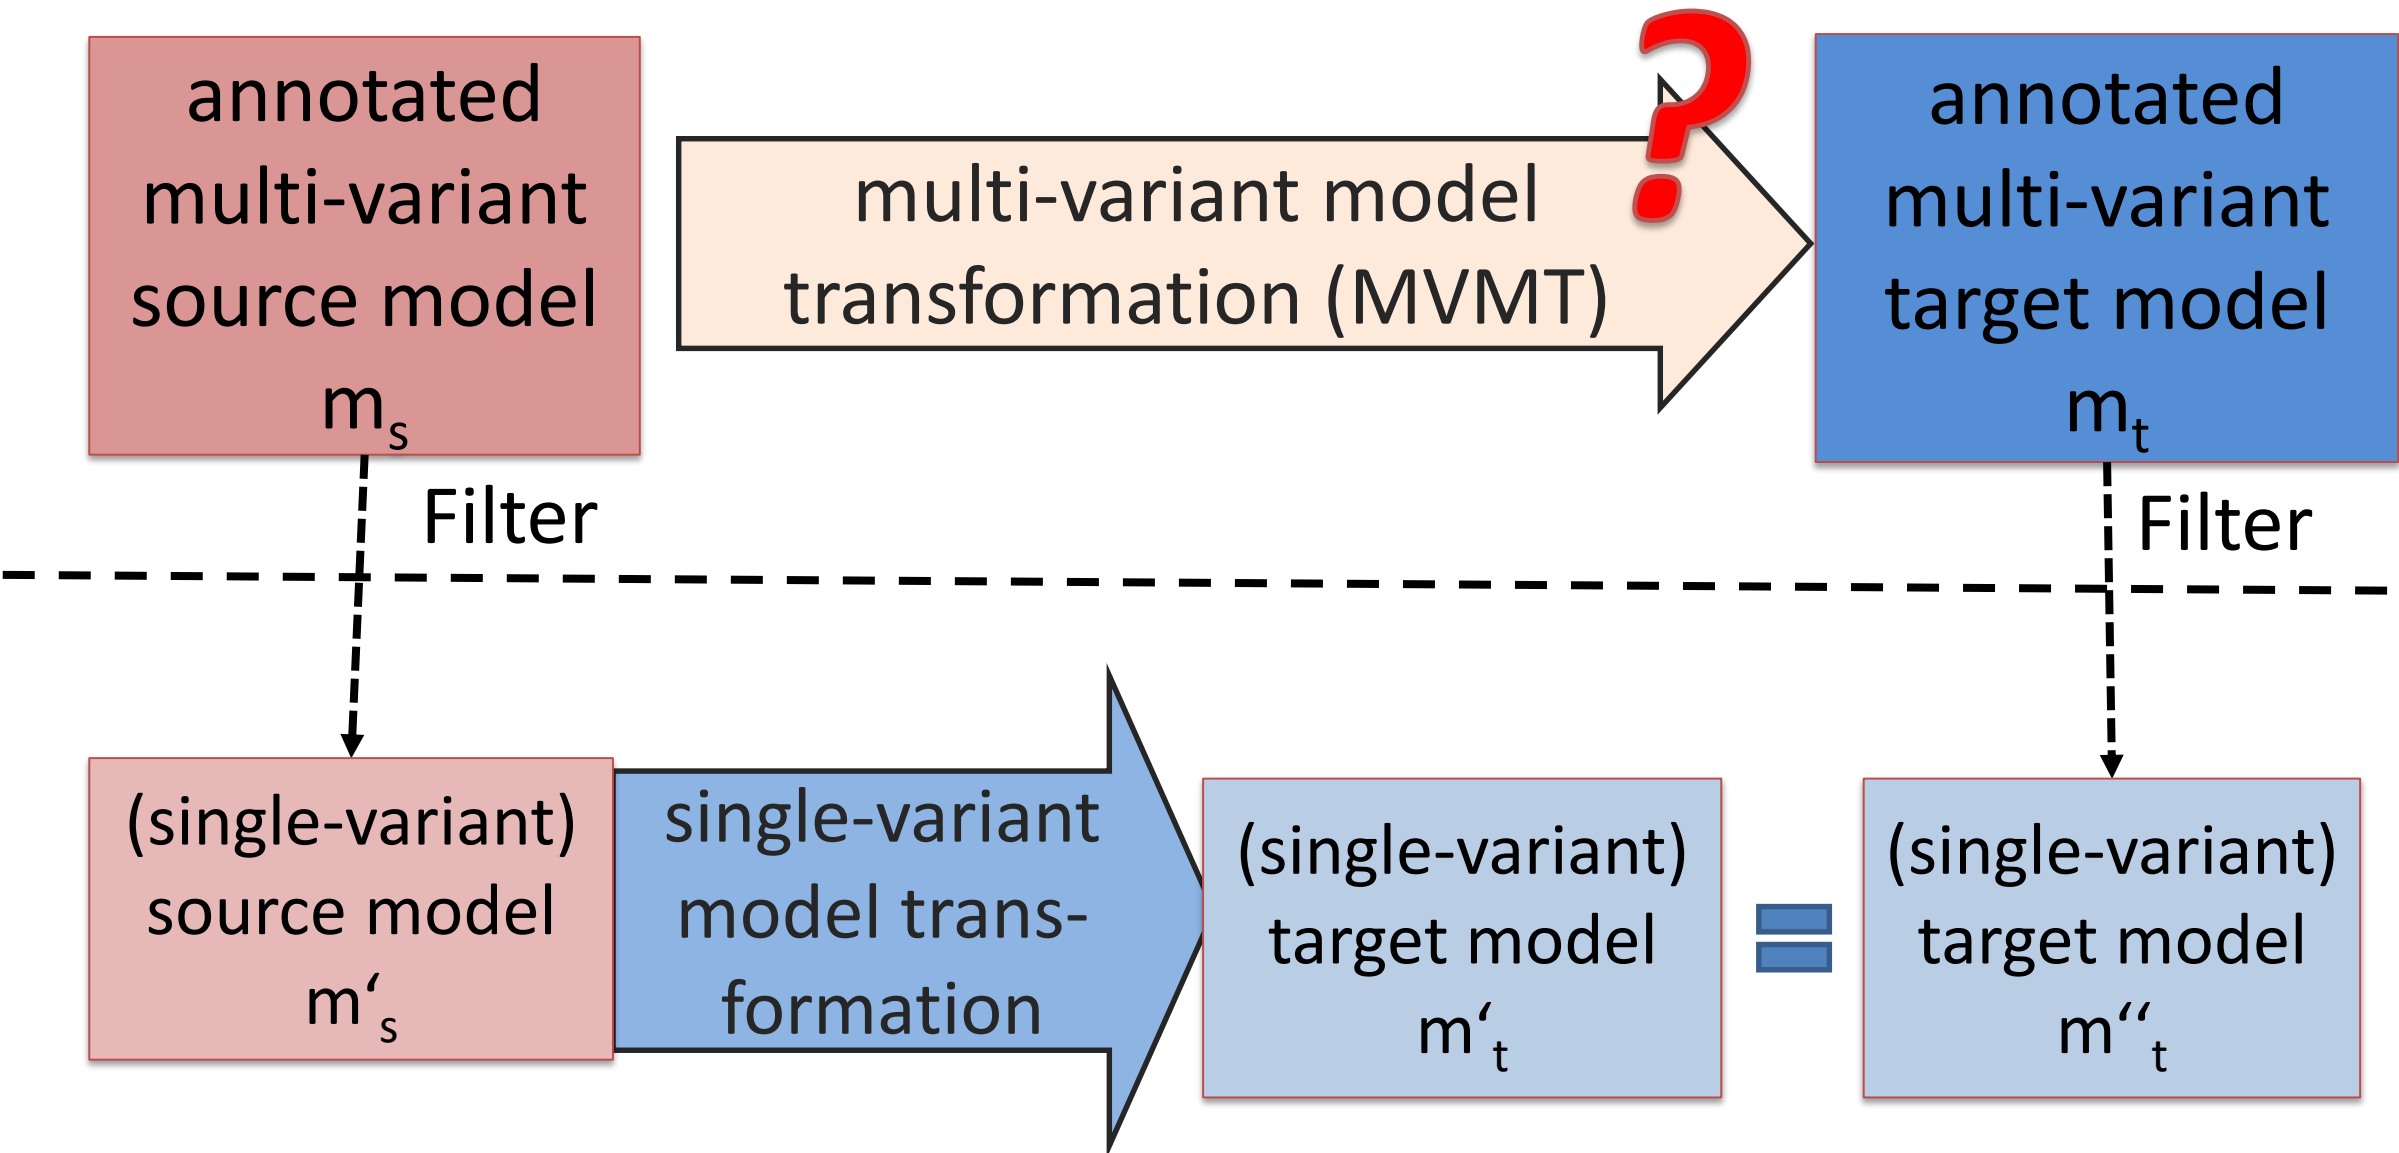 annotated
multi-variant
source model
mₛ
multi-variant model
transformation (MVMT)
?
annotated
multi-variant
target model
mₜ
Filter
Filter
(single-variant)
source model
m‘ₛ
single-variant
model trans-
formation
(single-variant)
target model
m‘ₜ
=
(single-variant)
target model
m‘‘ₜ